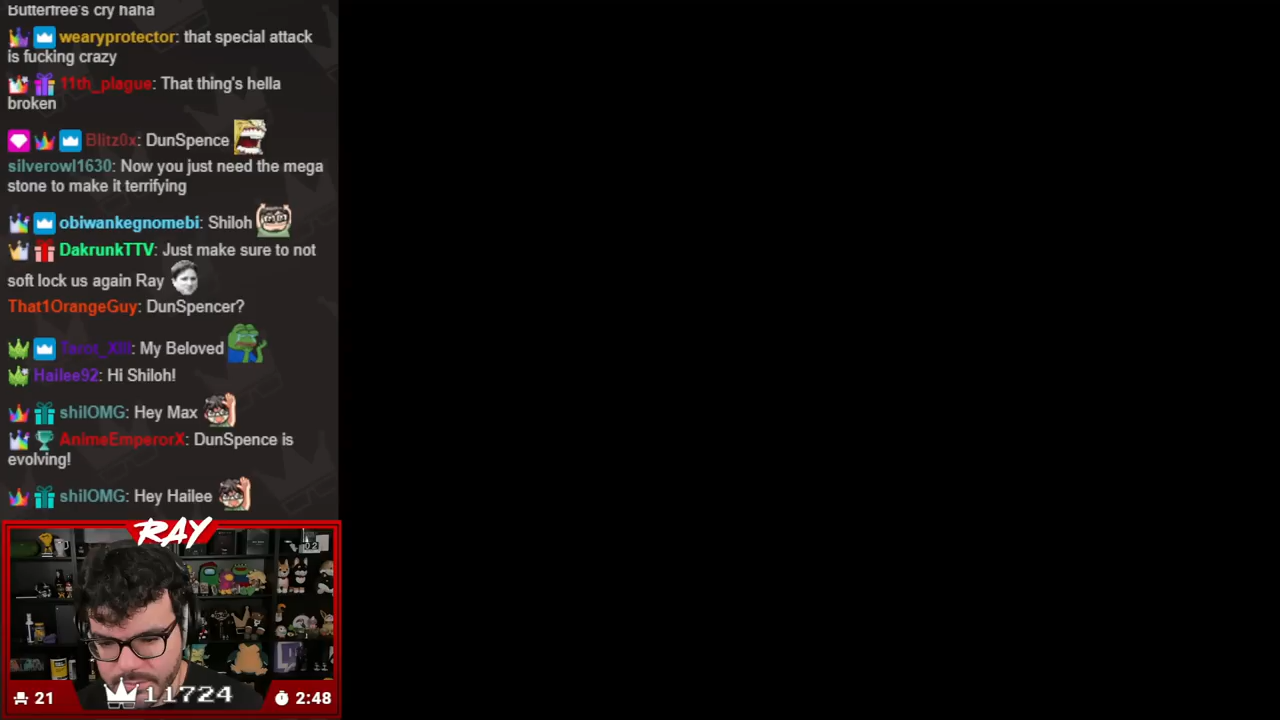 Butterfree's cry haha
wearyprotector: that special attack
is fucking crazy
11th_plague: That thing's hella
broken
Blitz0x: DunSpence
silverowl1630: Now you just need the mega
stone to make it terrifying
obiwankegnomebi: Shiloh
DakrunkTTV: Just make sure to not
soft lock us again Ray
That1OrangeGuy: DunSpencer?
Tarot_XIII: My Beloved
Hailee92: Hi Shiloh!
shilOMG: Hey Max
AnimeEmperorX: DunSpence is
evolving!
shilOMG: Hey Hailee
RAY
21
11724
2:48